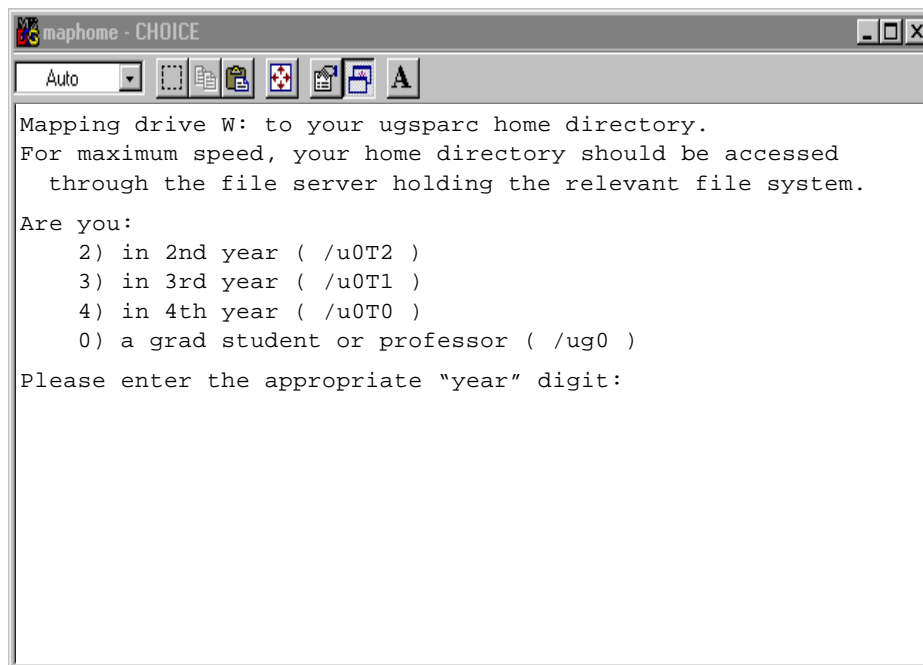 maphome - CHOICE
Auto
A
Mapping drive W: to your ugsparc home directory.
For maximum speed, your home directory should be accessed
through the file server holding the relevant file system.
Are you:
2) in 2nd year ( /u0T2 )
3) in 3rd year ( /u0T1 )
4) in 4th year ( /u0T0 )
0) a grad student or professor ( /ug0 )
Please enter the appropriate “year” digit: